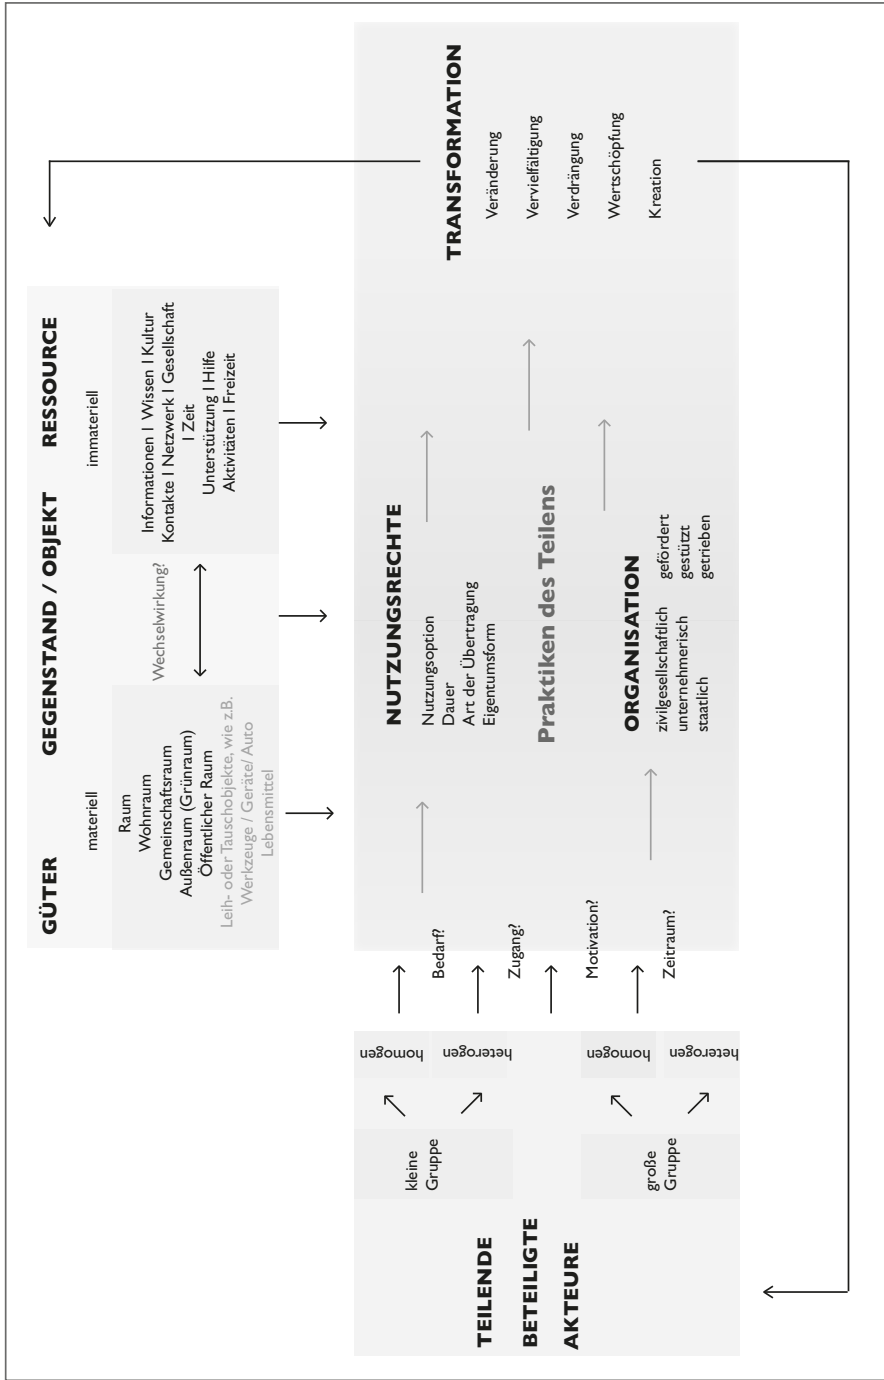 GÜTER GEGENSTAND / OBJEKT RESSOURCE
materiell
immateriell
Raum
Wohnraum
Gemeinschaftsraum
Außenraum (Grünraum)
Öffentlicher Raum
Leih- oder Tauschobjekte, wie z.B.
Werkzeuge / Geräte/ Auto
Lebensmittel
Wechselwirkung?
Informationen I Wissen I Kultur
Kontakte I Netzwerk I Gesellschaft
I Zeit
Unterstützung I Hilfe
Aktivitäten I Freizeit
TEILENDE
BETEILIGTE
AKTEURE
kleine
Gruppe
homogen
heterogen
große
Gruppe
homogen
heterogen
Bedarf?
Zugang?
Motivation?
Zeitraum?
NUTZUNGSRECHTE
Nutzungsoption
Dauer
Art der Übertragung
Eigentumsform
Praktiken des Teilens
ORGANISATION
zivilgesellschaftlich gefördert
unternehmerisch gestützt
staatlich getrieben
TRANSFORMATION
Veränderung
Vervielfältigung
Verdrängung
Wertschöpfung
Kreation